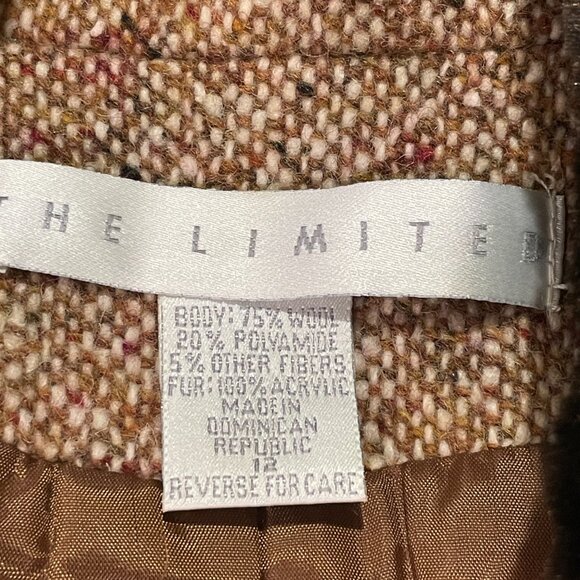 THE LIMITED
BODY: 75% WOOL
20% POLYAMIDE
5% OTHER FIBERS
FUR: 100% ACRYLIC
MADE IN
DOMINICAN
REPUBLIC
12
REVERSE FOR CARE